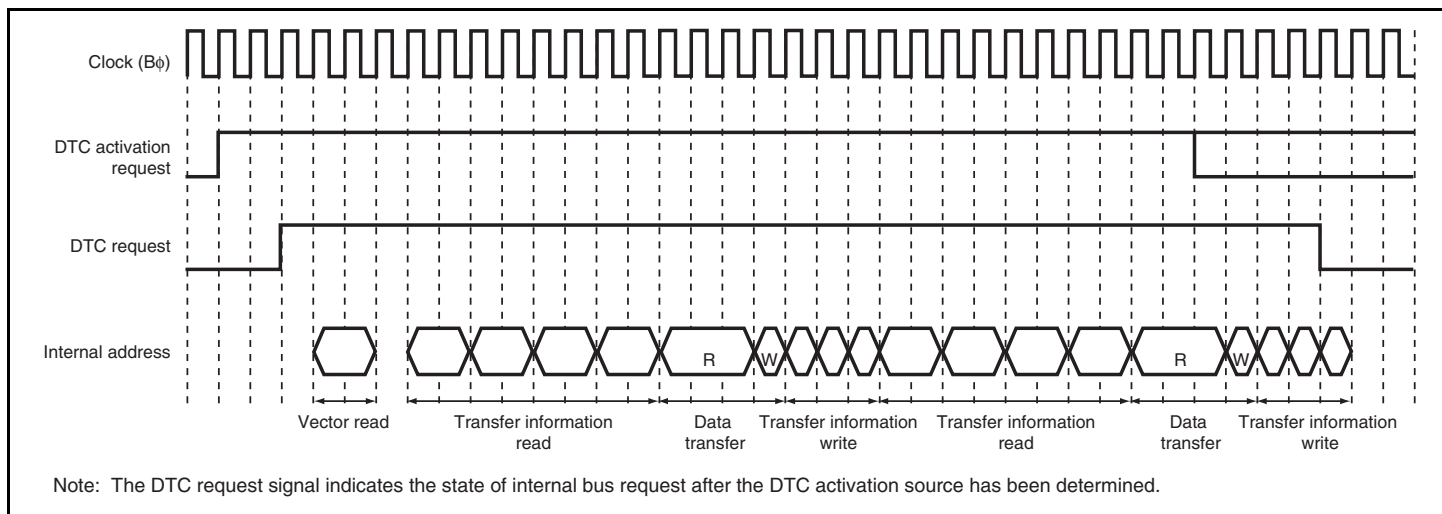 Clock (Bϕ)
DTC activation
request
DTC request
Internal address
R
W
R
W
Vector read
Transfer information
read
Data
transfer
Transfer information
write
Transfer information
read
Data
transfer
Transfer information
write
Note: The DTC request signal indicates the state of internal bus request after the DTC activation source has been determined.